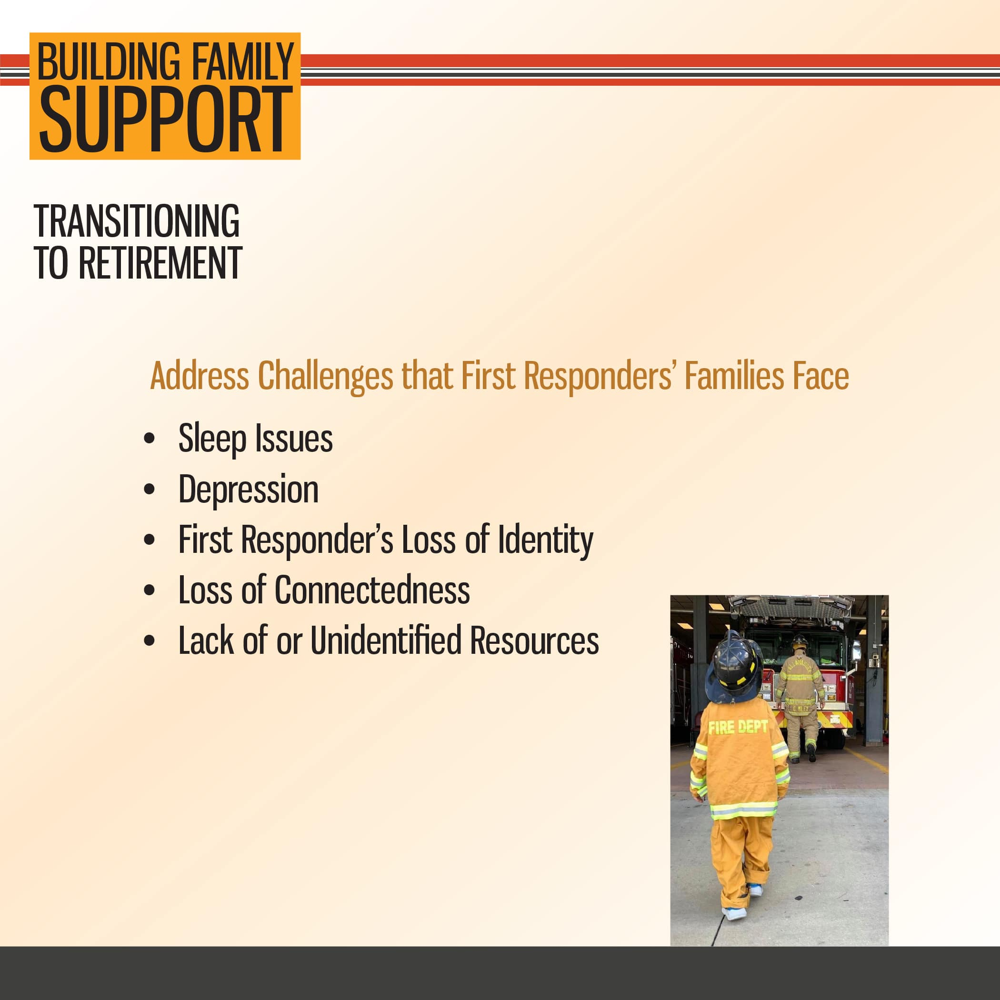 BUILDING FAMILY
SUPPORT
TRANSITIONING
TO RETIREMENT
Address Challenges that First Responders’ Families Face
• Sleep Issues
• Depression
• First Responder’s Loss of Identity
• Loss of Connectedness
• Lack of or Unidentified Resources
FIRE DEPT